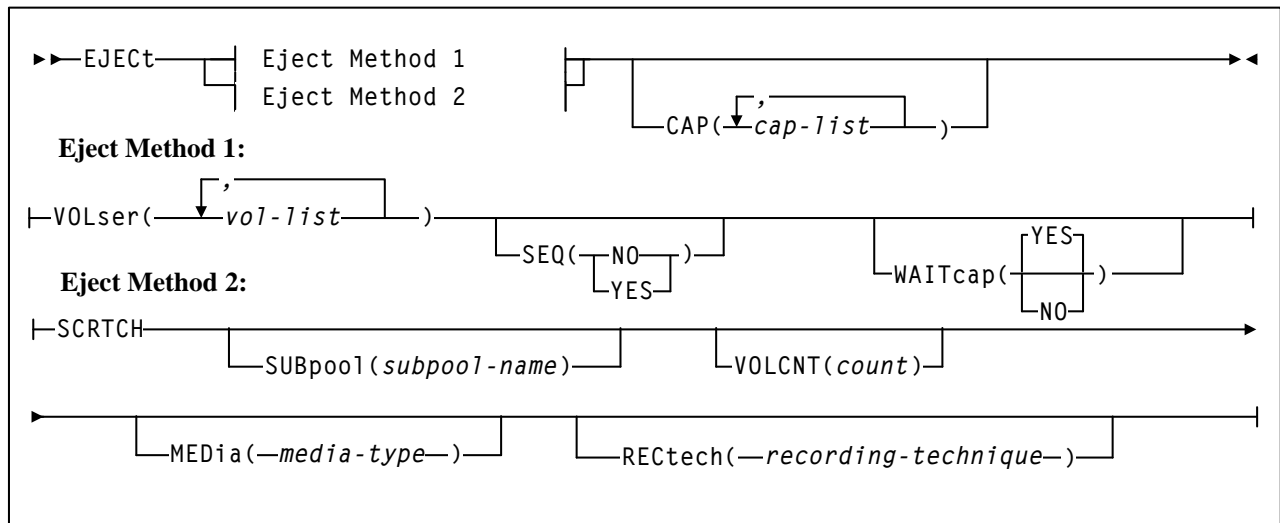 EJECt Eject Method 1
Eject Method 2
,
CAP( cap-list )
Eject Method 1:
,
VOLser( vol-list )
SEQ( NO )
YES
YES
WAITcap( )
NO
Eject Method 2:
SCRTCH
SUBpool(subpool-name)
VOLCNT(count)
MEDia( media-type )
RECtech( recording-technique )